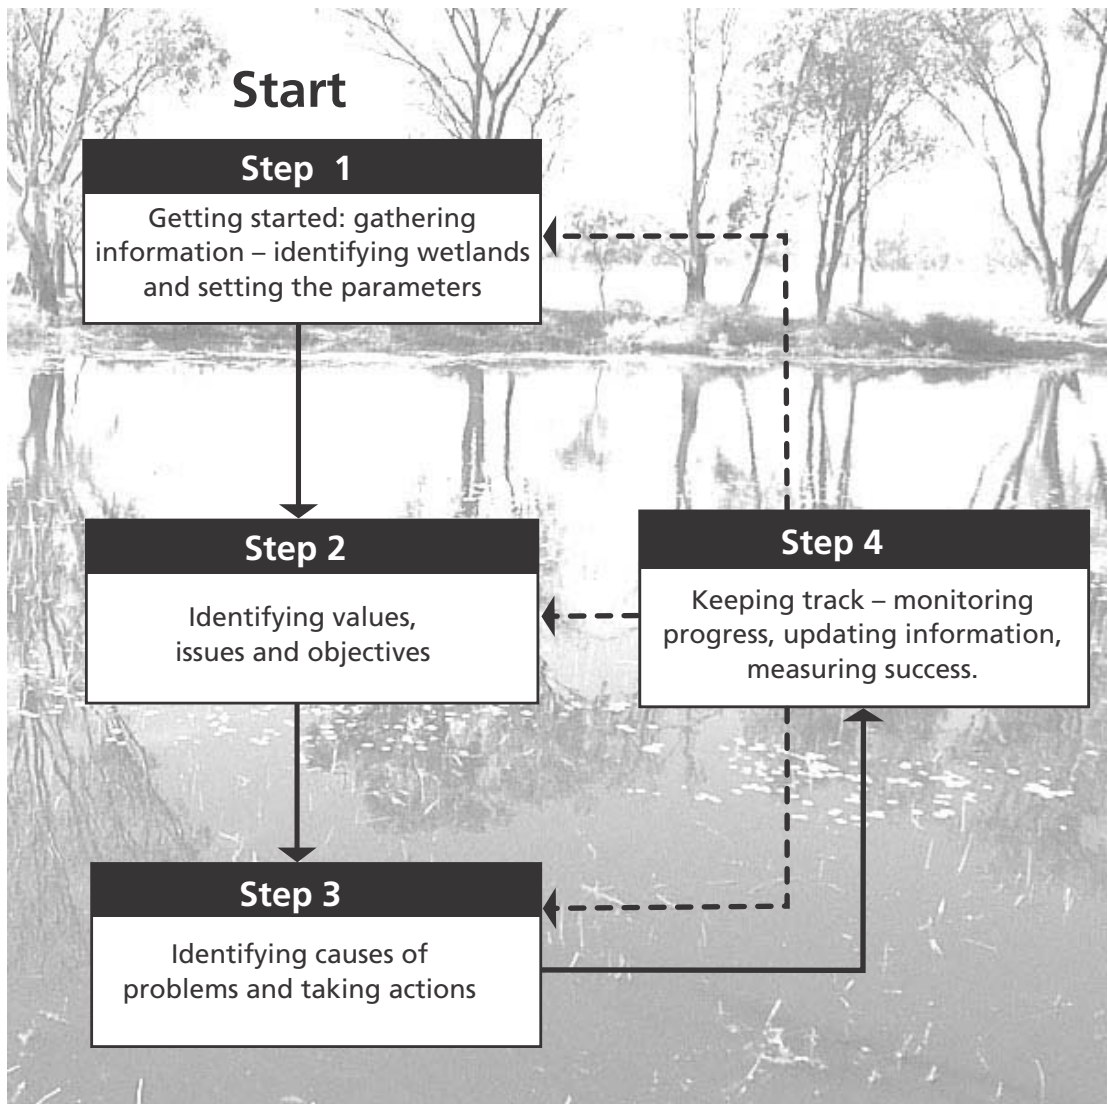 Start
Step 1
Getting started: gathering
information – identifying wetlands
and setting the parameters
Step 2
Identifying values,
issues and objectives
Step 3
Identifying causes of
problems and taking actions
Step 4
Keeping track – monitoring
progress, updating information,
measuring success.